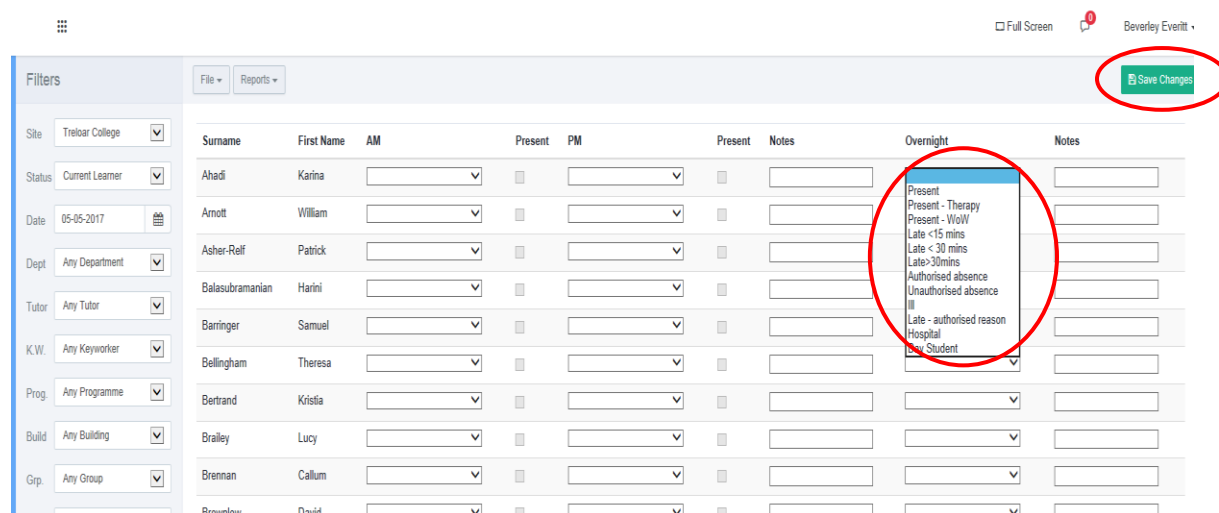 Full Screen 0 Beverley Everitt
Filters File Reports Save Changes
Site Treloar College
Status Current Learner
Date 05-05-2017
Dept Any Department
Tutor Any Tutor
K.W. Any Keyworker
Prog. Any Programme
Build Any Building
Grp. Any Group
Surname First Name AM Present PM Present Notes Overnight Notes
Ahadi Karina
Arnott William
Asher-Relf Patrick
Balasubramanian Harini
Barringer Samuel
Bellingham Theresa
Bertrand Kristia
Brailey Lucy
Brennan Callum
Brownlow David
Present
Present - Therapy
Present - WoW
Late <15 mins
Late < 30 mins
Late>30mins
Authorised absence
Unauthorised absence
Ill
Late - authorised reason
Hospital
Day Student